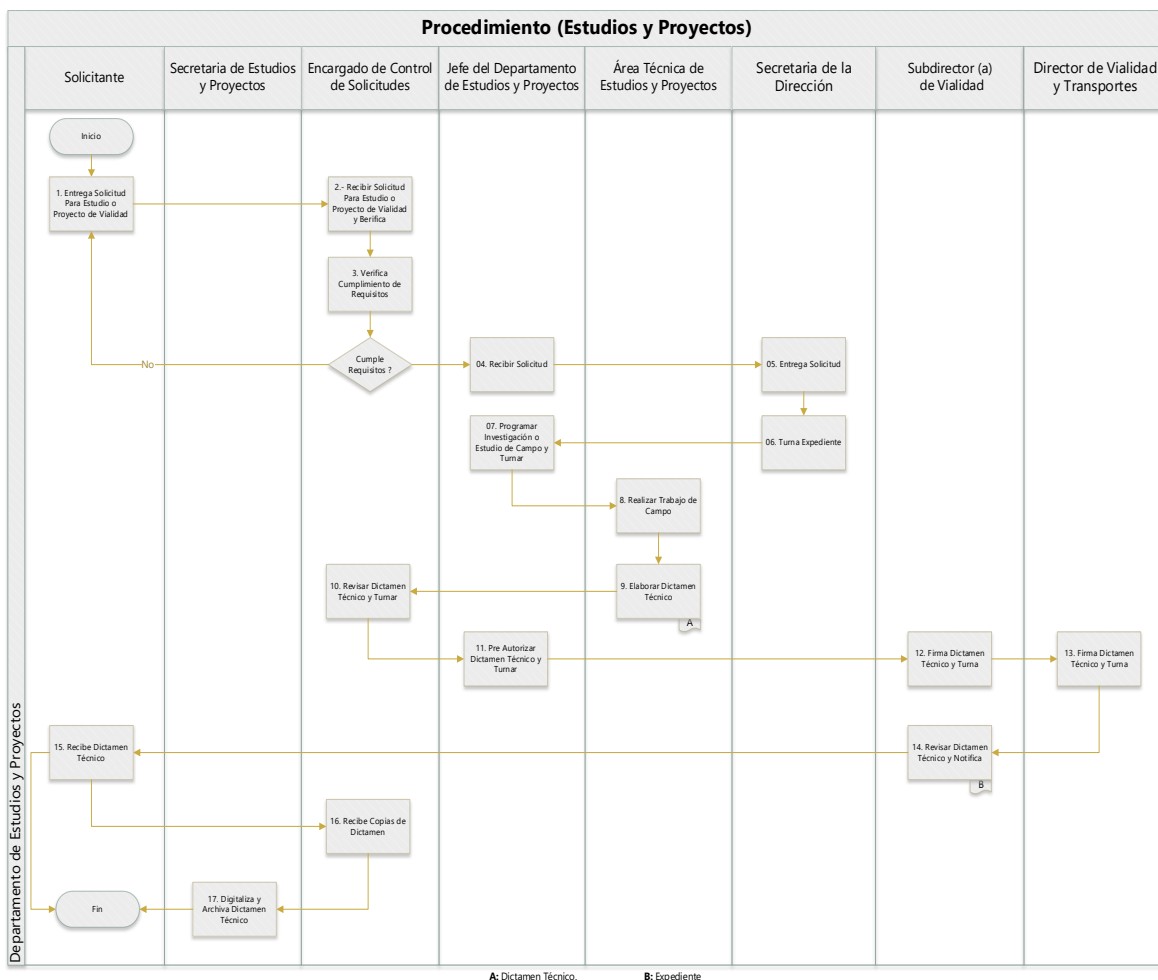 Procedimiento (Estudios y Proyectos)
Solicitante
Secretaria de Estudios
y Proyectos
Encargado de Control
de Solicitudes
Jefe del Departamento
de Estudios y Proyectos
Área Técnica de
Estudios y Proyectos
Secretaria de la
Dirección
Subdirector (a)
de Vialidad
Director de Vialidad
y Transportes
Departamento de Estudios y Proyectos
Inicio
1. Entrega Solicitud
Para Estudio o
Proyecto de Vialidad
2.- Recibir Solicitud
Para Estudio o
Proyecto de Vialidad
y Berifica
3. Verifica
Cumplimiento de
Requisitos
No
Cumple
Requisitos ?
04. Recibir Solicitud
05. Entrega Solicitud
07. Programar
Investigación o
Estudio de Campo y
Turnar
06. Turna Expediente
8. Realizar Trabajo de
Campo
10. Revisar Dictamen
Técnico y Turnar
9. Elaborar Dictamen
Técnico
A
11. Pre Autorizar
Dictamen Técnico y
Turnar
12. Firma Dictamen
Técnico y Turna
13. Firma Dictamen
Técnico y Turna
15. Recibe Dictamen
Técnico
14. Revisar Dictamen
Técnico y Notifica
B
16. Recibe Copias de
Dictamen
Fin
17. Digitaliza y
Archiva Dictamen
Técnico
A: Dictamen Técnico.
B: Expediente